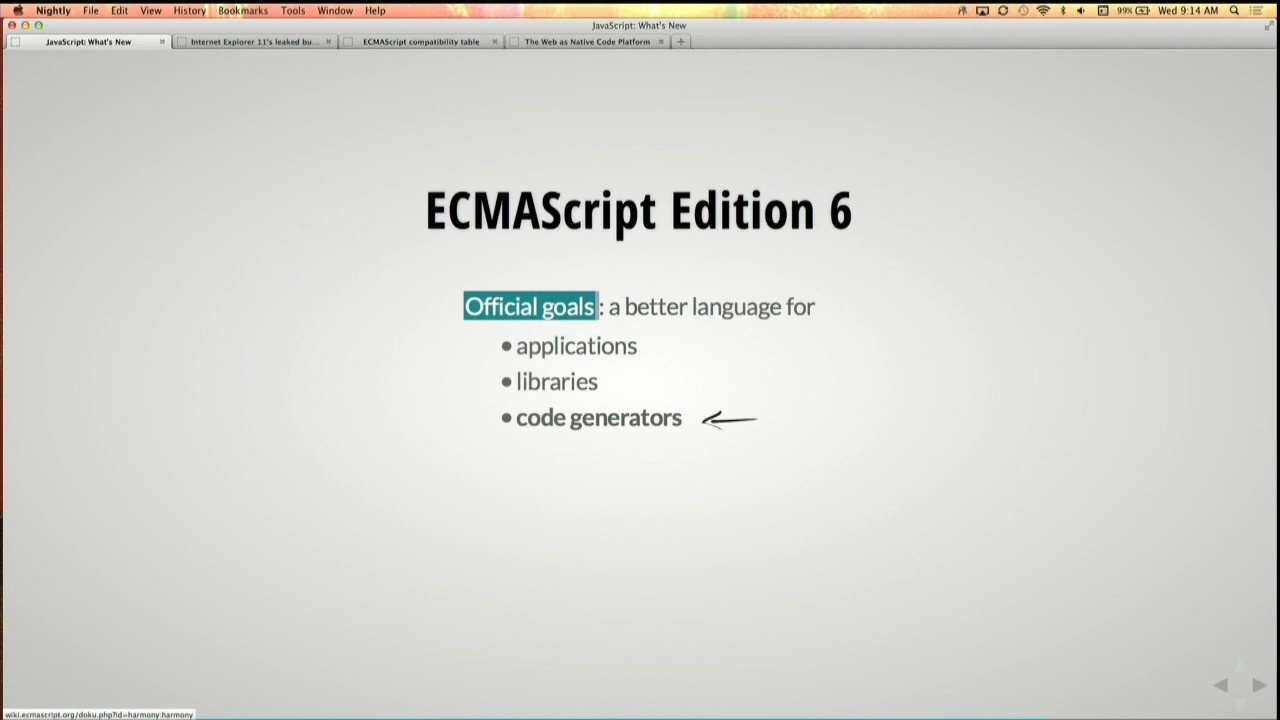 Nightly File Edit View History Bookmarks Tools Window Help 99% Wed 9:14 AM
JavaScript: What's New
JavaScript: What's New Internet Explorer 11's leaked bu... ECMAScript compatibility table The Web as Native Code Platform
ECMAScript Edition 6
Official goals: a better language for
• applications
• libraries
• code generators
wiki.ecmascript.org/doku.php?id=harmony:harmony